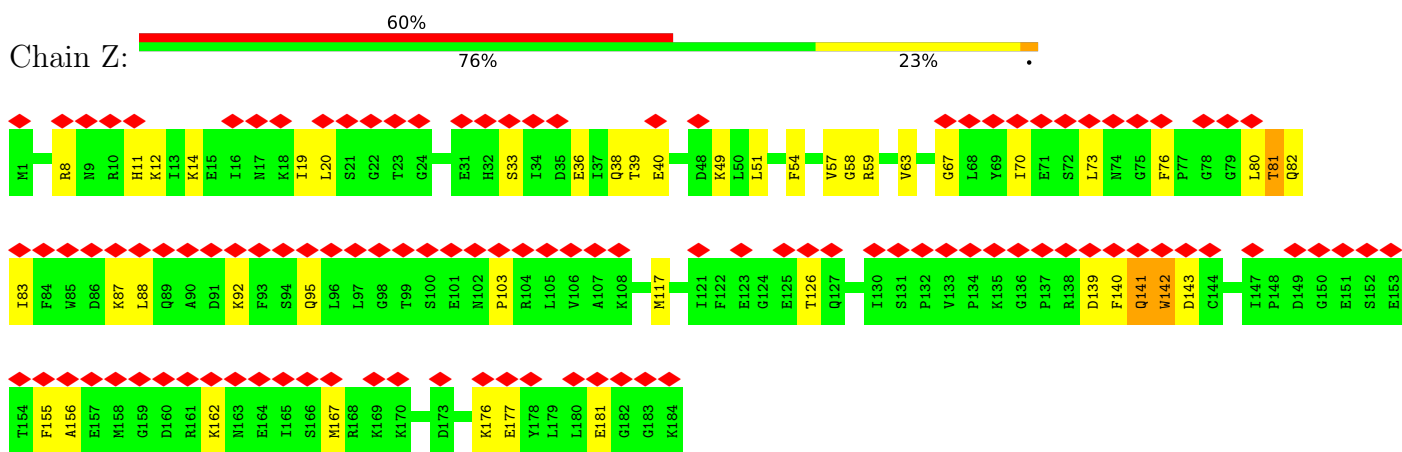 60%
Chain Z:
76% 23% •
M1 R8 N9 R10 H11 K12 I13 K14 E15 I16 N17 K18 I19 L20 S21 G22 T23 G24 E31 H32 S33 I34 D35 E36 I37 Q38 T39 E40 D48 K49 L50 L51 F54 V57 G58 R59 V63 G67 L68 Y69 I70 E71 S72 L73 N74 G75 F76 P77 G78 G79 L80 T81 Q82
I83 F84 W85 D86 K87 L88 Q89 A90 D91 K92 F93 S94 Q95 L96 L97 G98 T99 S100 E101 N102 P103 R104 L105 V106 A107 K108 M117 I121 F122 E123 G124 E125 T126 Q127 I130 S131 P132 V133 P134 K135 G136 P137 R138 D139 F140 Q141 W142 D143 C144 I147 P148 D149 G150 E151 S152 E153
T154 F155 A156 E157 M158 G159 D160 R161 K162 N163 E164 I165 S166 M167 R168 K169 K170 D173 K176 E177 Y178 L179 L180 E181 G182 G183 K184